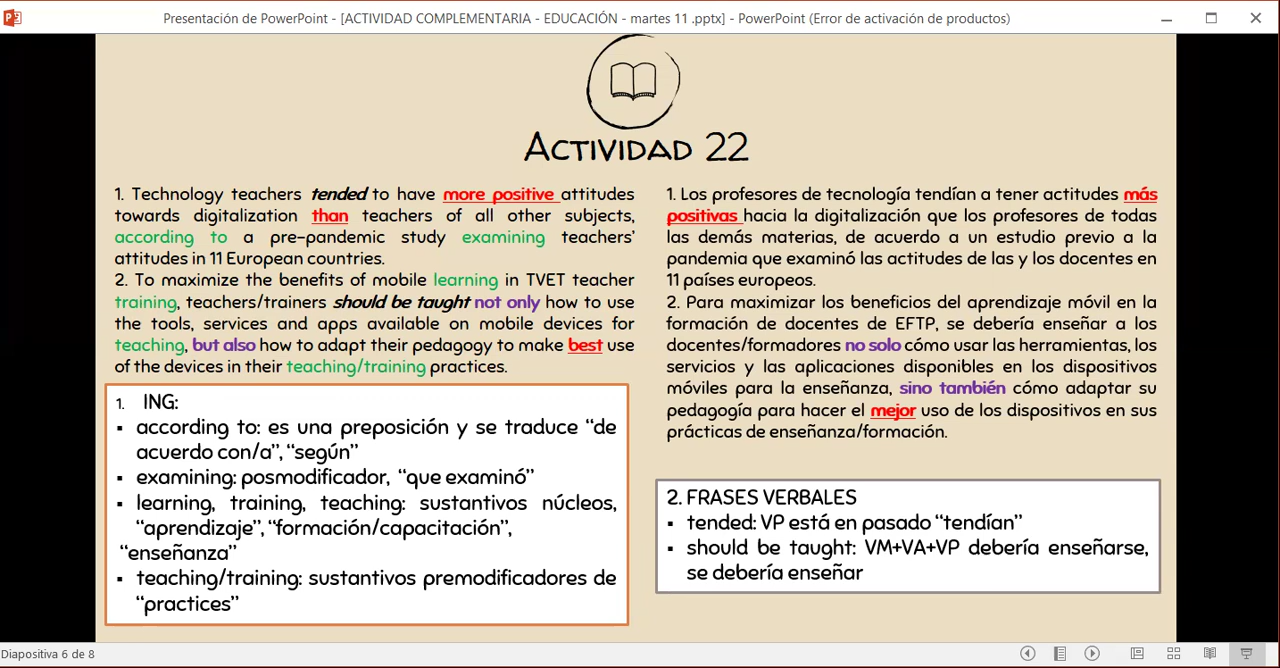 Presentación de PowerPoint - [ACTIVIDAD COMPLEMENTARIA - EDUCACIÓN - martes 11 .pptx] - PowerPoint (Error de activación de productos)
Actividad 22
1. Technology teachers tended to have more positive attitudes
towards digitalization than teachers of all other subjects,
according to a pre-pandemic study examining teachers’
attitudes in 11 European countries.
2. To maximize the benefits of mobile learning in TVET teacher
training, teachers/trainers should be taught not only how to use
the tools, services and apps available on mobile devices for
teaching, but also how to adapt their pedagogy to make best use
of the devices in their teaching/training practices.
1. ING:
▪ according to: es una preposición y se traduce “de
acuerdo con/a”, “según”
▪ examining: posmodificador, “que examinó”
▪ learning, training, teaching: sustantivos núcleos,
“aprendizaje”, “formación/capacitación”,
“enseñanza”
▪ teaching/training: sustantivos premodificadores de
“practices”
1. Los profesores de tecnología tendían a tener actitudes más
positivas hacia la digitalización que los profesores de todas
las demás materias, de acuerdo a un estudio previo a la
pandemia que examinó las actitudes de las y los docentes en
11 países europeos.
2. Para maximizar los beneficios del aprendizaje móvil en la
formación de docentes de EFTP, se debería enseñar a los
docentes/formadores no solo cómo usar las herramientas, los
servicios y las aplicaciones disponibles en los dispositivos
móviles para la enseñanza, sino también cómo adaptar su
pedagogía para hacer el mejor uso de los dispositivos en sus
prácticas de enseñanza/formación.
2. FRASES VERBALES
▪ tended: VP está en pasado “tendían”
▪ should be taught: VM+VA+VP debería enseñarse,
se debería enseñar
Diapositiva 6 de 8